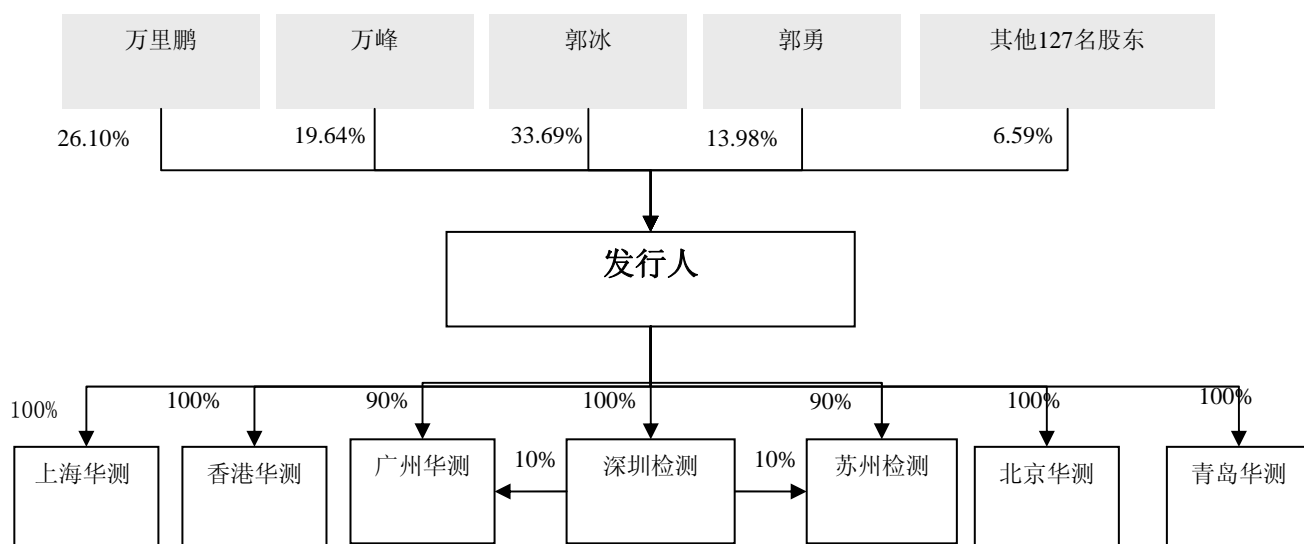 万里鹏
万峰
郭冰
郭勇
其他127名股东
26.10%
19.64%
33.69%
13.98%
6.59%
发行人
100%
100%
90%
100%
90%
100%
100%
上海华测
香港华测
广州华测
10%
深圳检测
10%
苏州检测
北京华测
青岛华测